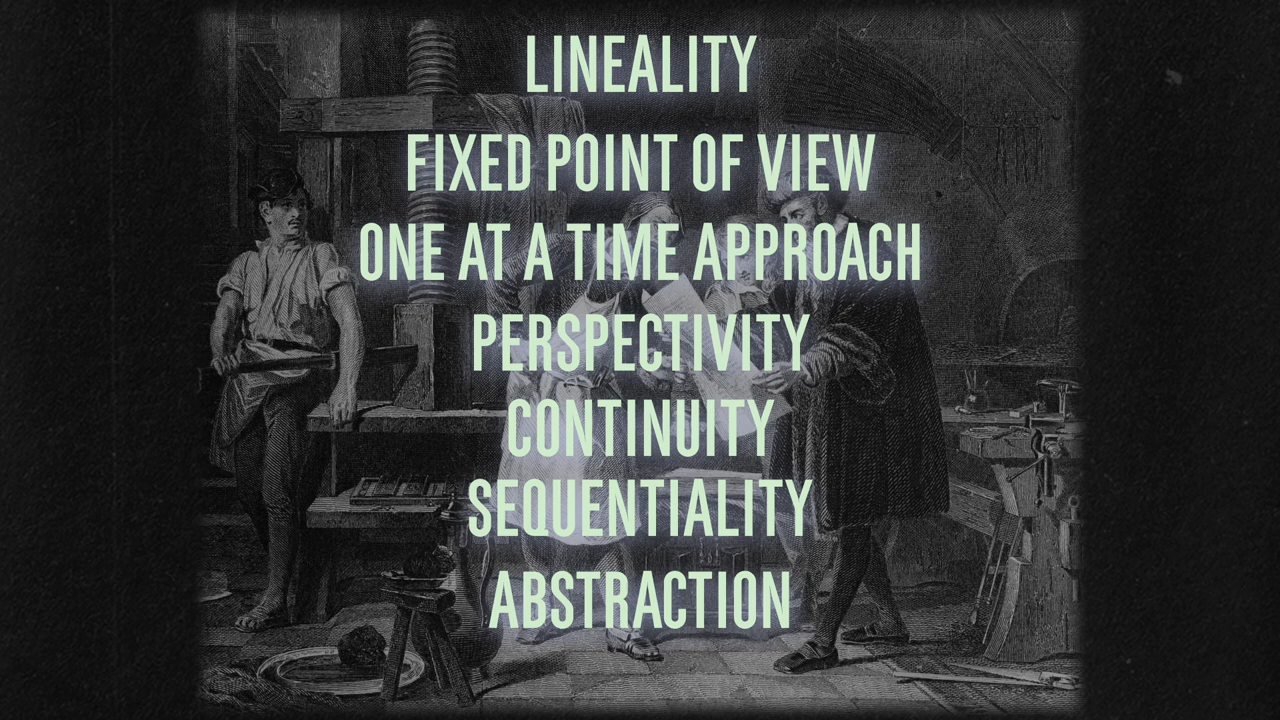 LINEALITY
FIXED POINT OF VIEW
ONE AT A TIME APPROACH
PERSPECTIVITY
CONTINUITY
SEQUENTIALITY
ABSTRACTION